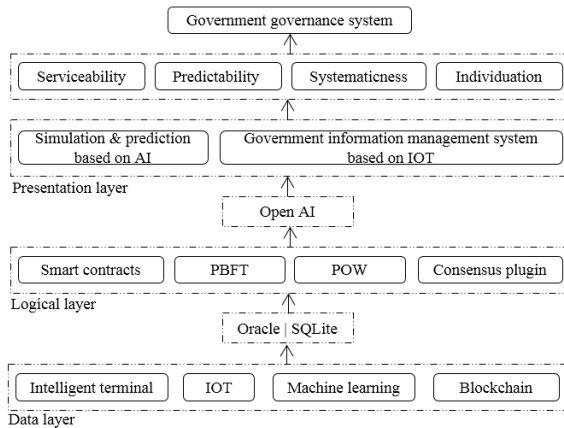 Government governance system
Serviceability Predictability Systematicness Individuation
Simulation & prediction based on AI
Government information management system based on IOT
Presentation layer
Open AI
Smart contracts PBFT POW Consensus plugin
Logical layer
Oracle | SQLite
Intelligent terminal IOT Machine learning Blockchain
Data layer